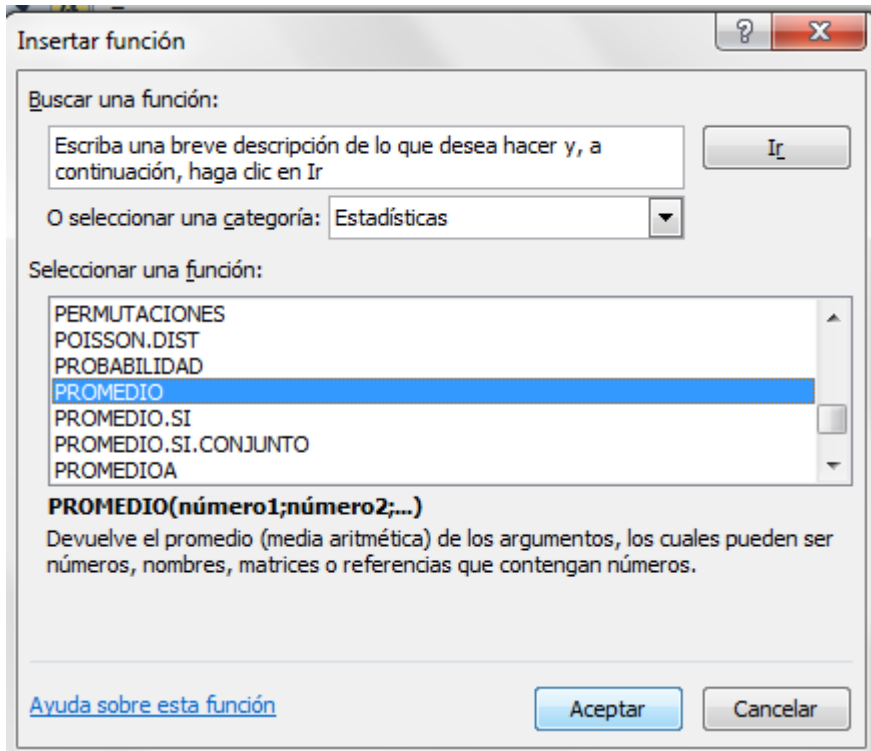 Insertar función
Buscar una función:
Escriba una breve descripción de lo que desea hacer y, a
continuación, haga clic en Ir
Ir
O seleccionar una categoría: Estadísticas
Seleccionar una función:
PERMUTACIONES
POISSON.DIST
PROBABILIDAD
PROMEDIO
PROMEDIO.SI
PROMEDIO.SI.CONJUNTO
PROMEDIOA
PROMEDIO(número1;número2;...)
Devuelve el promedio (media aritmética) de los argumentos, los cuales pueden ser
números, nombres, matrices o referencias que contengan números.
Ayuda sobre esta función
Aceptar
Cancelar